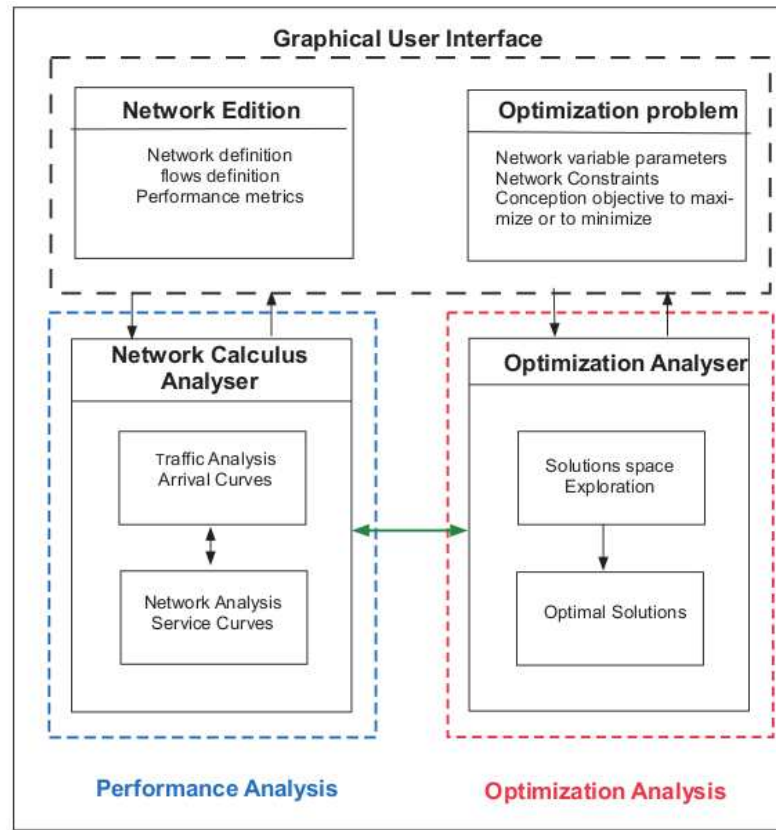 Graphical User Interface
Network Edition
Network definition
flows definition
Performance metrics
Optimization problem
Network variable parameters
Network Constraints
Conception objective to maxi-
mize or to minimize
Network Calculus
Analyser
Traffic Analysis
Arrival Curves
Network Analysis
Service Curves
Optimization Analyser
Solutions space
Exploration
Optimal Solutions
Performance Analysis
Optimization Analysis